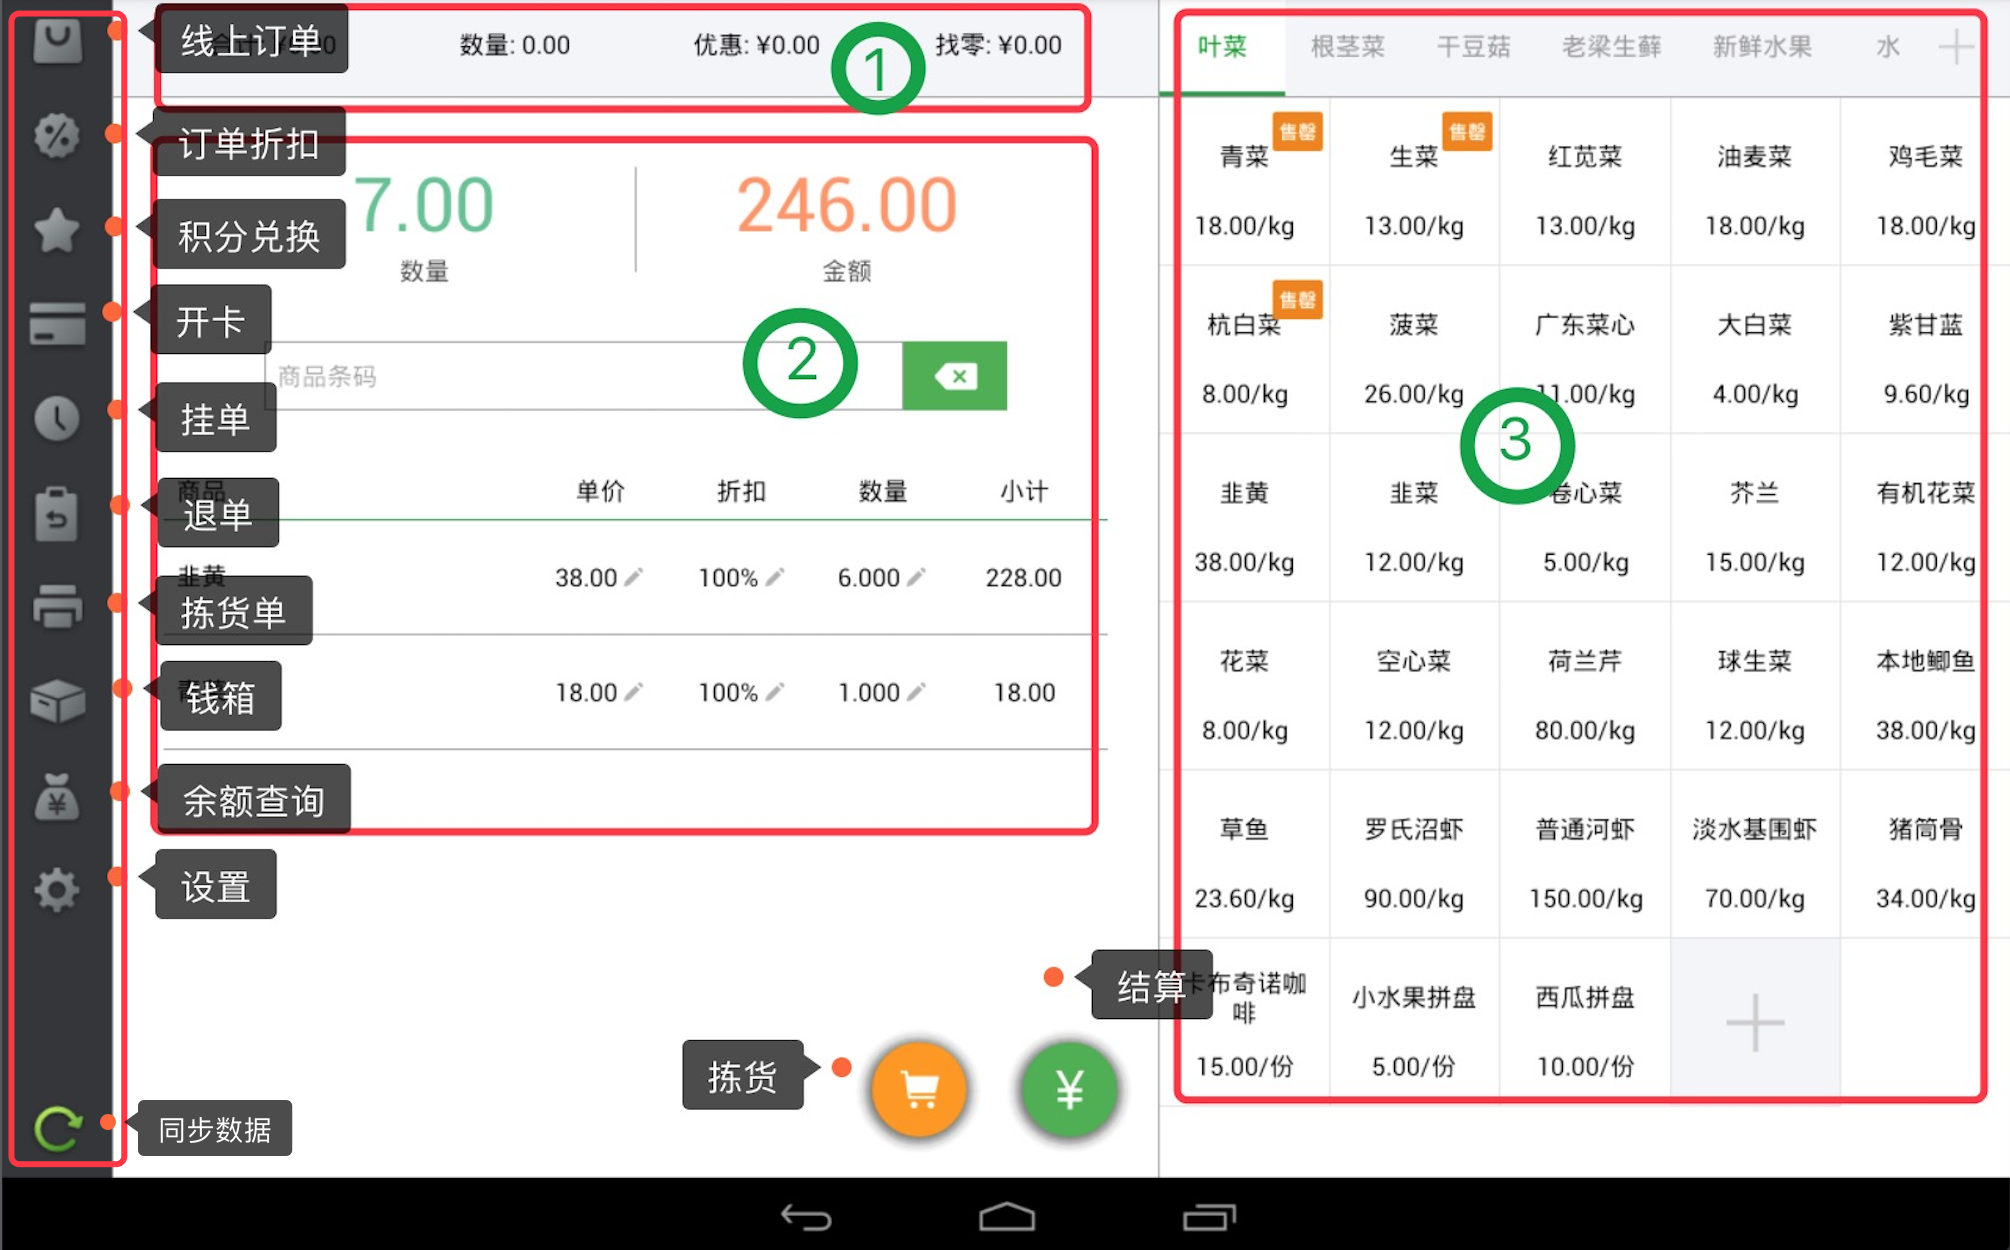 线上订单
数量: 0.00
优惠: ¥0.00
找零: ¥0.00
1
订单折扣
积分兑换
开卡
挂单
退单
拣货单
钱箱
余额查询
设置
同步数据
7.00
数量
246.00
金额
商品条码
2
商品 单价 折扣 数量 小计
韭黄 38.00 100% 6.000 228.00
18.00 100% 1.000 18.00
结算
拣货
¥
叶菜 根茎菜 干豆菇 老梁生藓 新鲜水果 水
售罄 售罄
青菜 生菜 红苋菜 油麦菜 鸡毛菜
18.00/kg 13.00/kg 13.00/kg 18.00/kg 18.00/kg
售罄
杭白菜 菠菜 广东菜心 大白菜 紫甘蓝
8.00/kg 26.00/kg 11.00/kg 4.00/kg 9.60/kg
3
韭黄 韭菜 卷心菜 芥兰 有机花菜
38.00/kg 12.00/kg 5.00/kg 15.00/kg 12.00/kg
花菜 空心菜 荷兰芹 球生菜 本地鲫鱼
8.00/kg 12.00/kg 80.00/kg 12.00/kg 38.00/kg
草鱼 罗氏沼虾 普通河虾 淡水基围虾 猪筒骨
23.60/kg 90.00/kg 150.00/kg 70.00/kg 34.00/kg
卡布奇诺咖
啡 小水果拼盘 西瓜拼盘
15.00/份 5.00/份 10.00/份